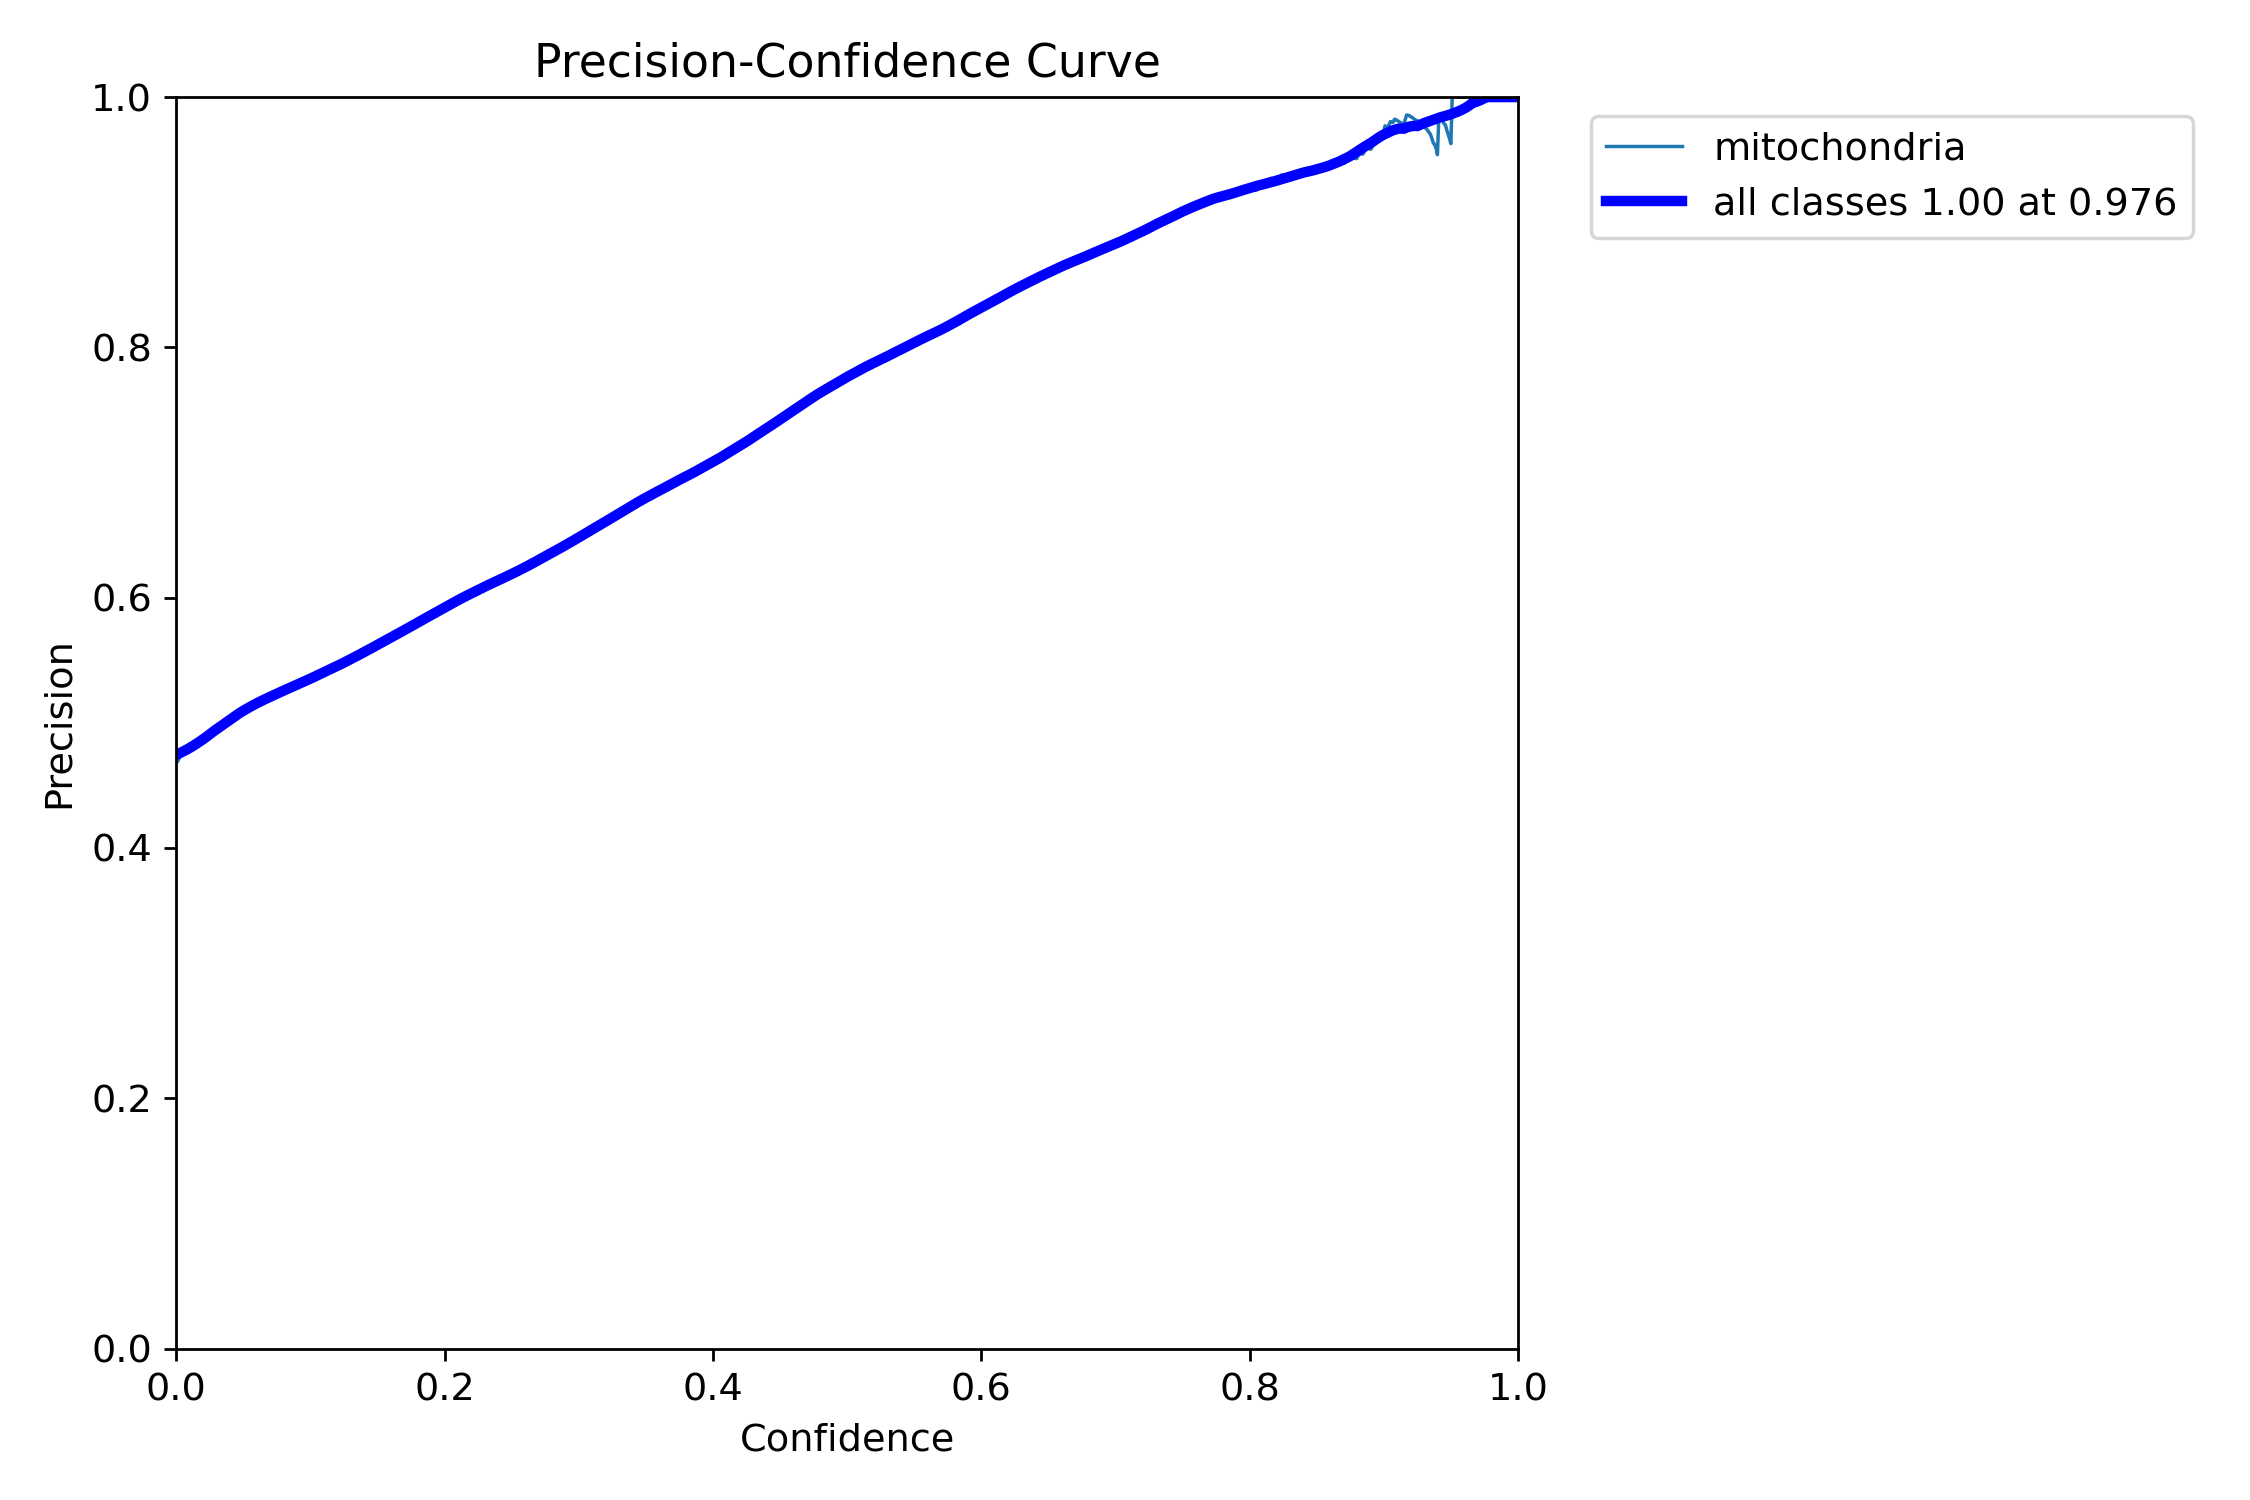 Precision-Confidence Curve
1.0
0.8
0.6
0.4
0.2
0.0
Precision
0.0 0.2 0.4 0.6 0.8 1.0
Confidence
mitochondria
all classes 1.00 at 0.976